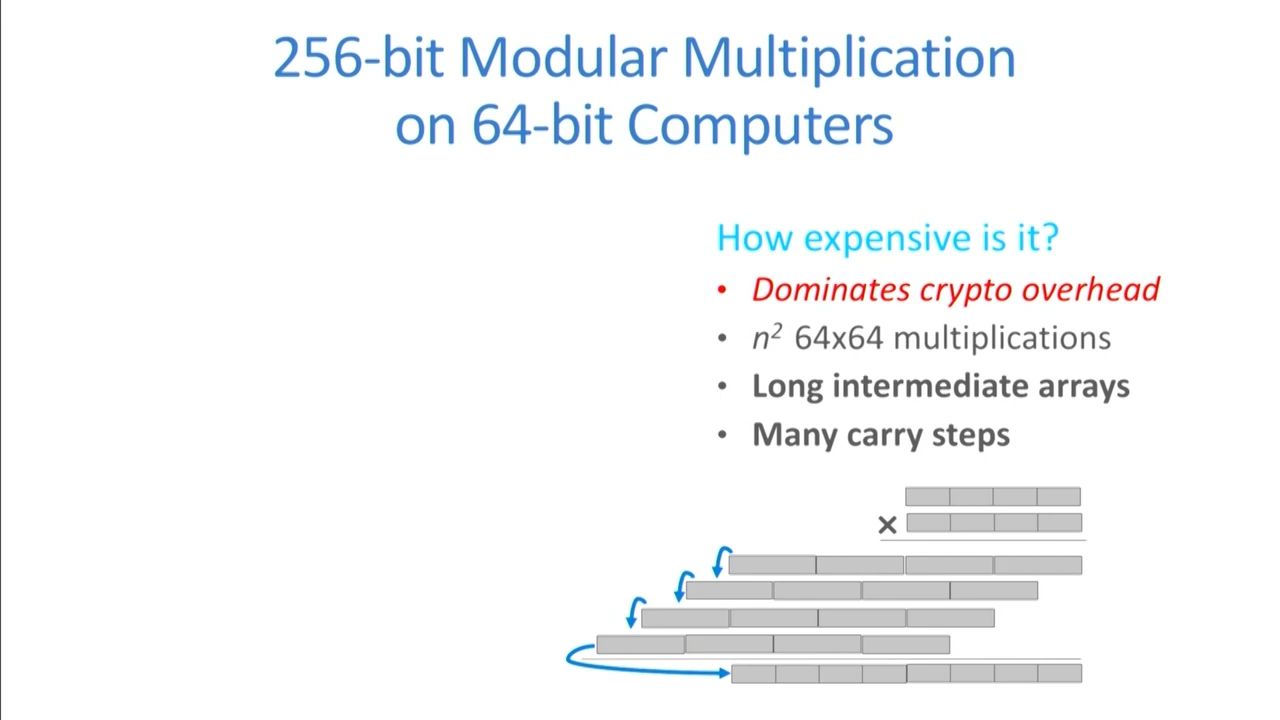 256-bit Modular Multiplication
on 64-bit Computers
How expensive is it?
• Dominates crypto overhead
• n² 64x64 multiplications
• Long intermediate arrays
• Many carry steps
×